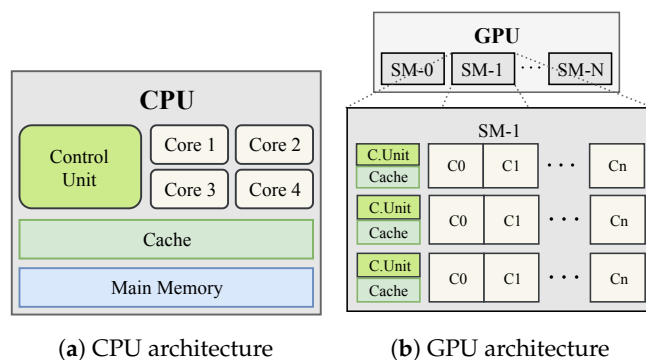 CPU
Control
Unit
Core 1 Core 2
Core 3 Core 4
Cache
Main Memory
(a) CPU architecture
GPU
SM-0 SM-1 ··· SM-N
SM-1
C.Unit
Cache
C0 C1 ··· Cn
C.Unit
Cache
C0 C1 ··· Cn
C.Unit
Cache
C0 C1 ··· Cn
(b) GPU architecture